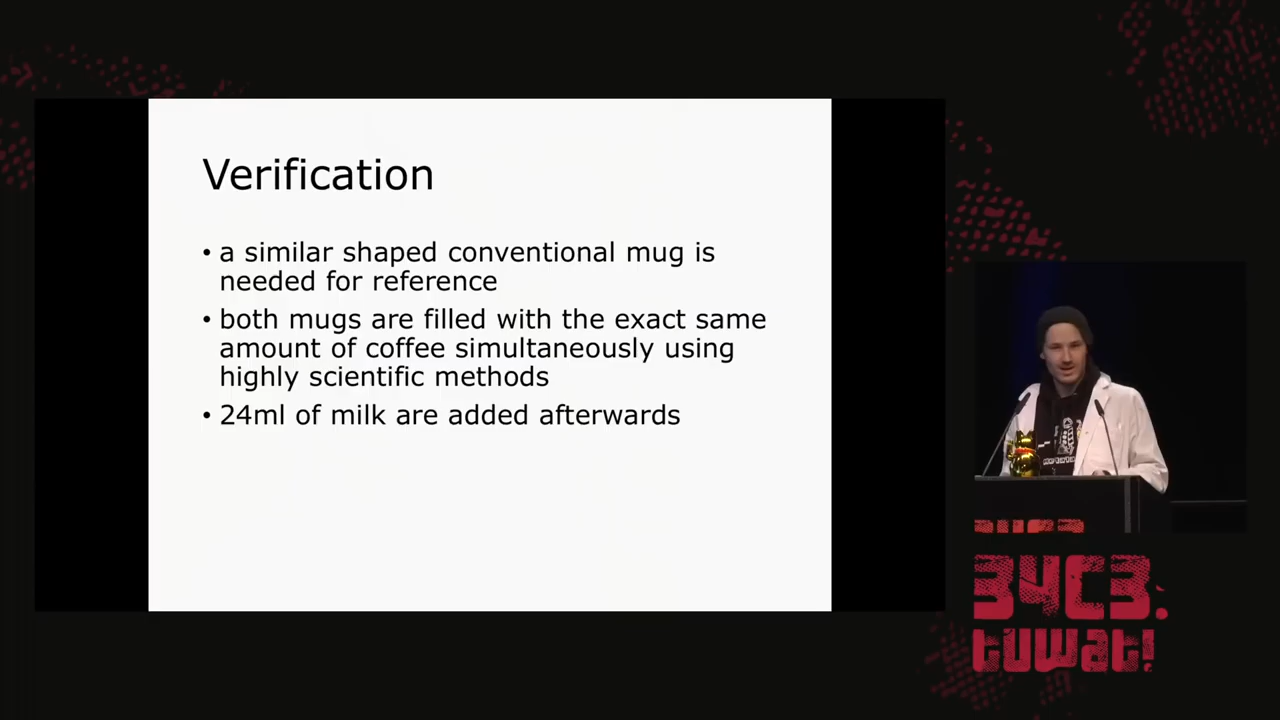 Verification
• a similar shaped conventional mug is
needed for reference
• both mugs are filled with the exact same
amount of coffee simultaneously using
highly scientific methods
• 24ml of milk are added afterwards
34C3.
tuwat!